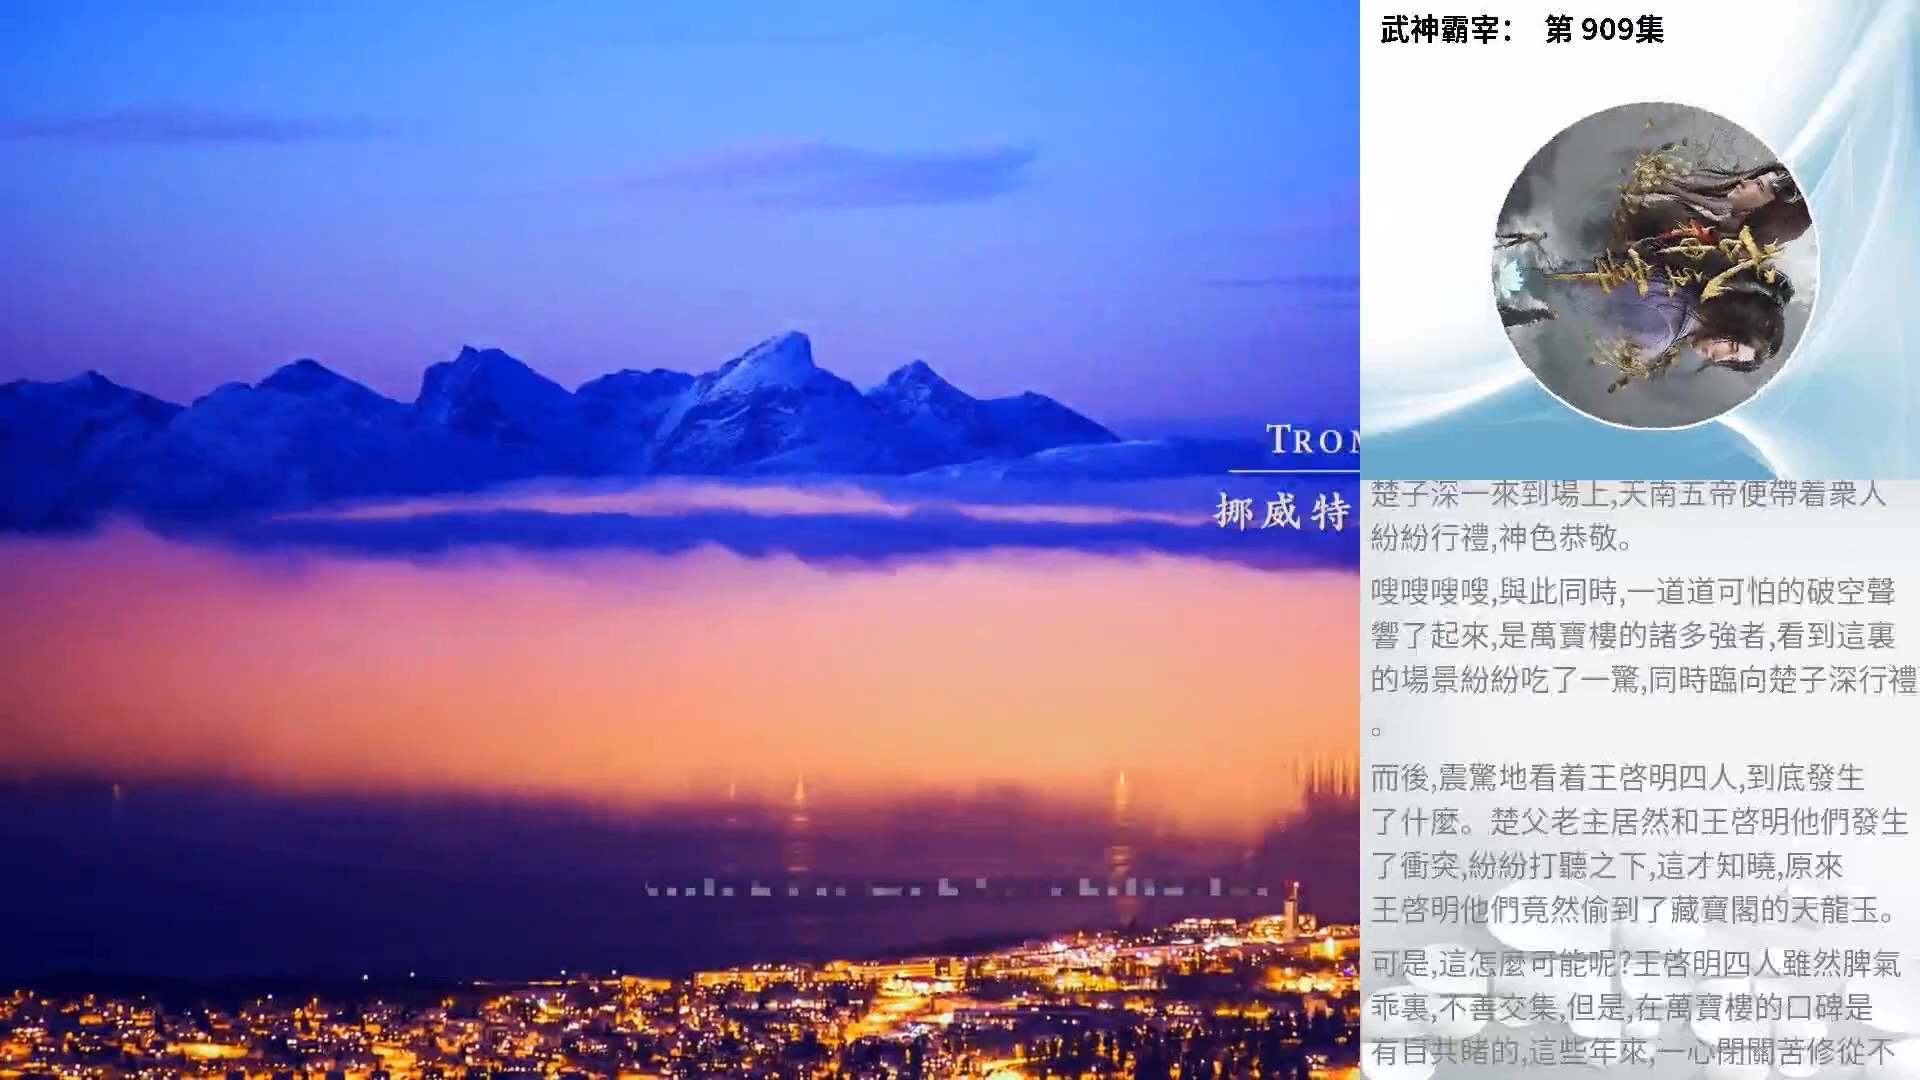 武神霸宰： 第 909集
TROM
挪威特
楚子深一來到場上,天南五帝便帶着衆人
紛紛行禮,神色恭敬。
嗖嗖嗖嗖,與此同時,一道道可怕的破空聲
響了起來,是萬寶樓的諸多強者,看到這裏
的場景紛紛吃了一驚,同時臨向楚子深行禮
。
而後,震驚地看着王啓明四人,到底發生
了什麼。楚父老主居然和王啓明他們發生
了衝突,紛紛打聽之下,這才知曉,原來
王啓明他們竟然偷到了藏寶閣的天龍玉。
可是,這怎麼可能呢?王啓明四人雖然脾氣
乖裏,不善交集,但是,在萬寶樓的口碑是
有目共睹的,這些年來,一心閉關苦修從不